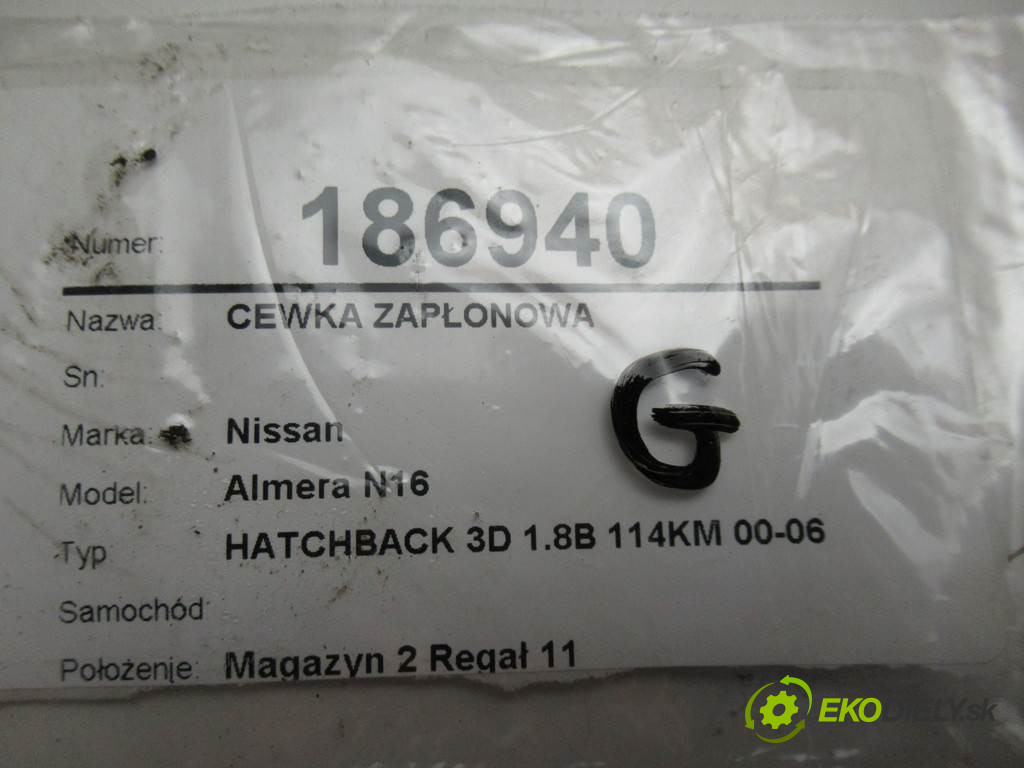 Numer: 186940
Nazwa: CEWKA ZAPŁONOWA
Sn:
G
Marka: Nissan
Model: Almera N16
Typ HATCHBACK 3D 1.8B 114KM 00-06
Samochód
Położenie: Magazyn 2 Regał 11
EKODIELY.sk